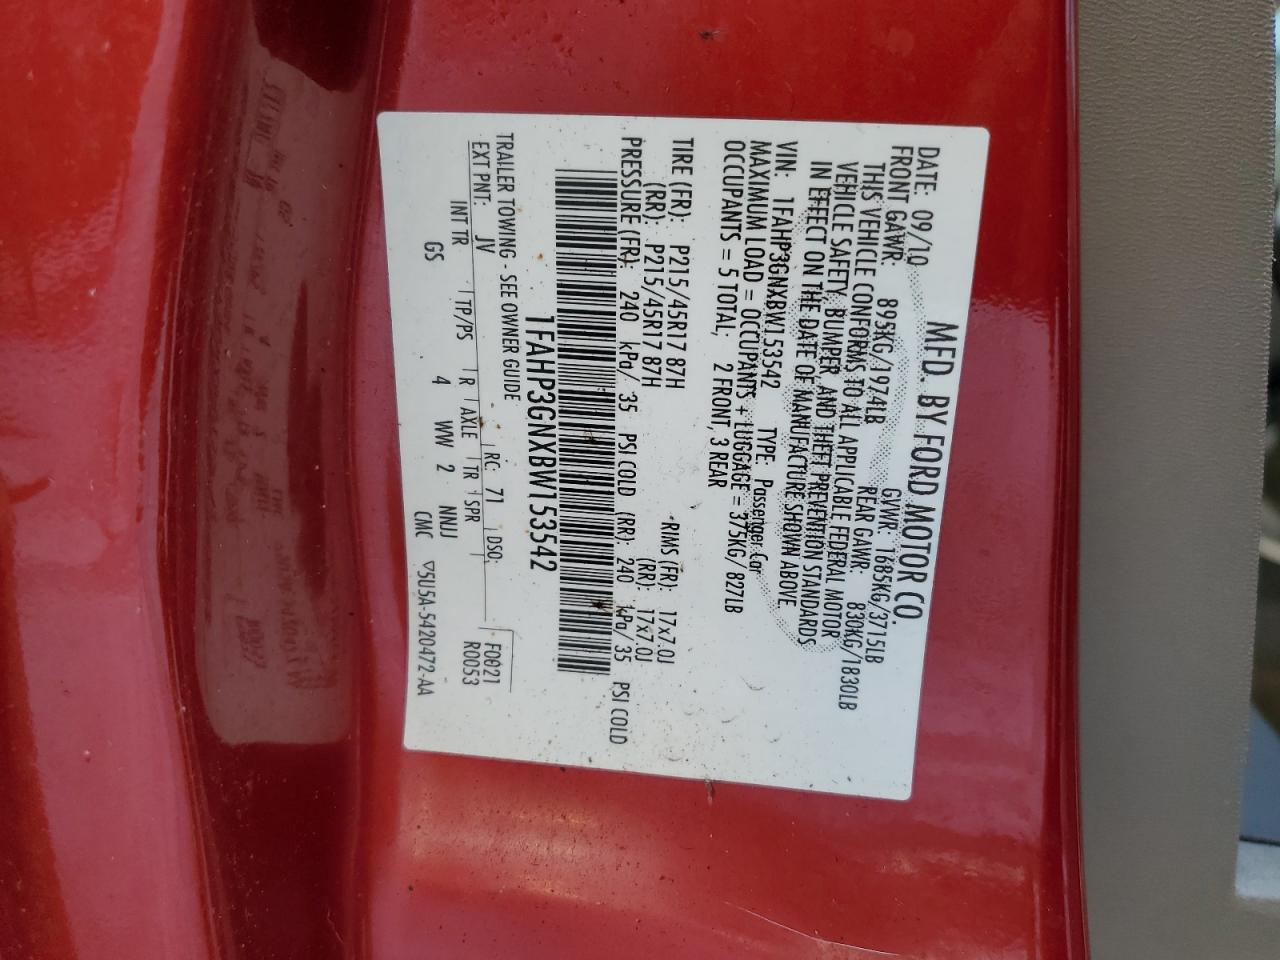 MFD. BY FORD MOTOR CO.
DATE: 09/10 GVWR: 1685KG/3715LB
FRONT GAWR: 895KG/1974LB REAR GAWR: 830KG/1830LB
THIS VEHICLE CONFORMS TO ALL APPLICABLE FEDERAL MOTOR
VEHICLE SAFETY, BUMPER, AND THEFT PREVENTION STANDARDS
IN EFFECT ON THE DATE OF MANUFACTURE SHOWN ABOVE.
VIN: 1FAHP3GNXBW153542 TYPE: Passenger Car
MAXIMUM LOAD = OCCUPANTS + LUGGAGE = 375KG/ 827LB
OCCUPANTS = 5 TOTAL; 2 FRONT, 3 REAR
TIRE (FR): P215/45R17 87H -RIMS (FR): 17x7.0J
(RR): P215/45R17 87H (RR): 17x7.0J
PRESSURE (FR): 240 kPa/ 35 PSI COLD (RR): 240 kPa/ 35 PSI COLD
1FAHP3GNXBW153542
TRAILER TOWING - SEE OWNER GUIDE
EXT PNT: JV RC: 71 DSO: F0021
INT TR TP/PS R AXLE TR SPR R0053
GS 4 WW 2 NNJJ
CMC ▽5U5A-5420472-AA